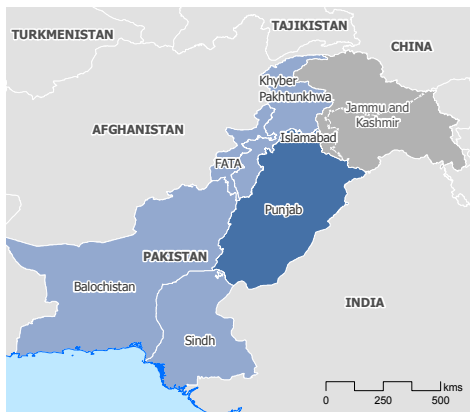 TURKMENISTAN
TAJIKISTAN
CHINA
Khyber
Pakhtunkhwa
Jammu and
Kashmir
AFGHANISTAN
Islamabad
FATA
Punjab
PAKISTAN
Balochistan
INDIA
Sindh
kms
0 250 500